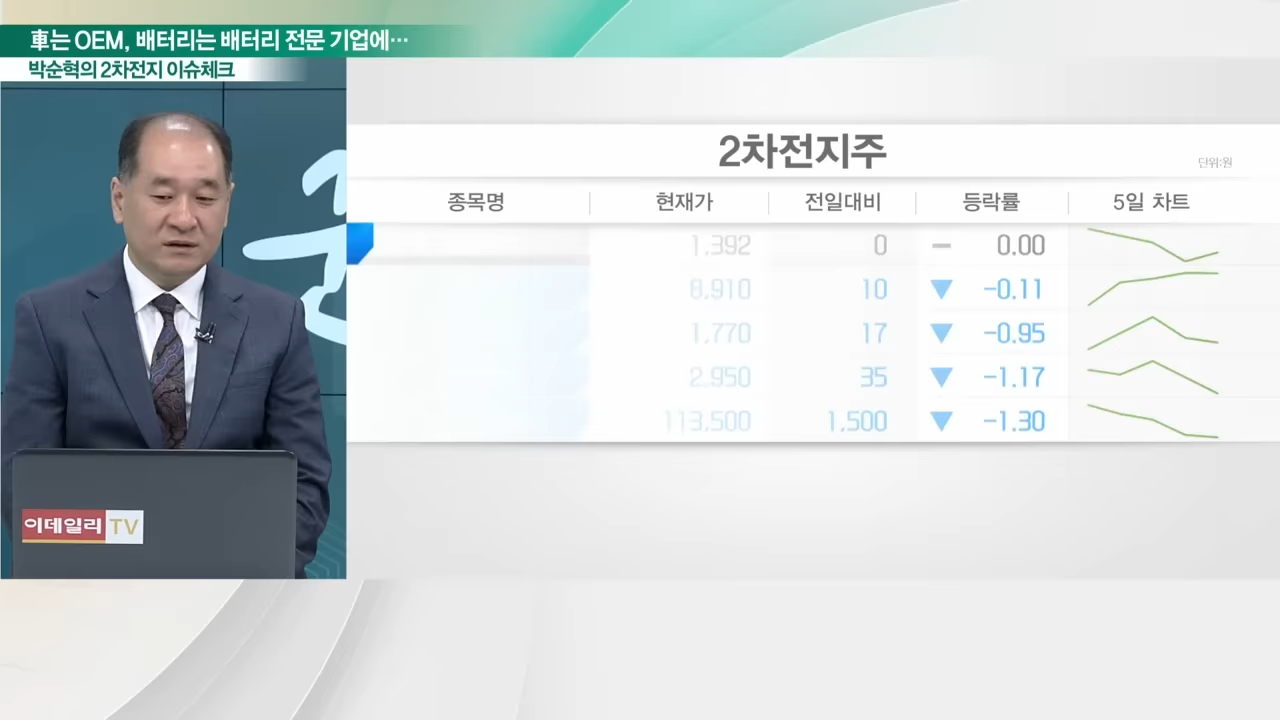 車는 OEM, 배터리는 배터리 전문 기업에…
박순혁의 2차전지 이슈체크
2차전지주
단위:원
종목명 현재가 전일대비 등락률 5일 차트
1,392 0 － 0.00
8,910 10 ▼ -0.11
1,770 17 ▼ -0.95
2,950 35 ▼ -1.17
113,500 1,500 ▼ -1.30
이데일리 TV